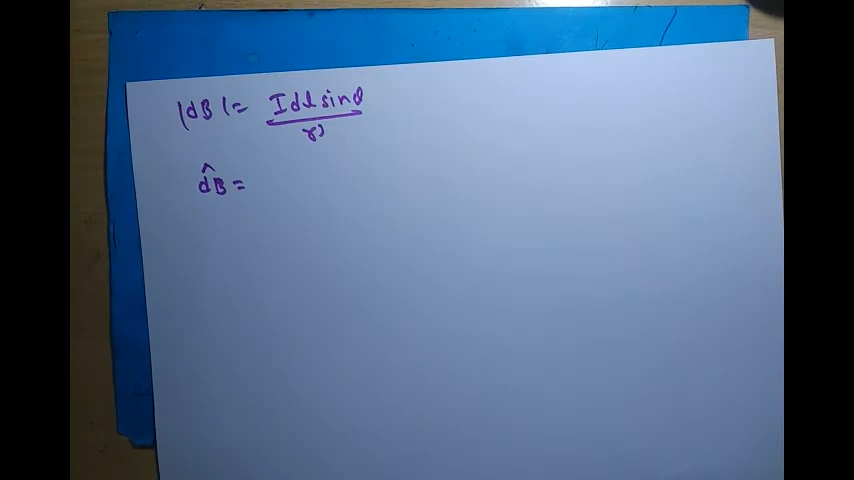 |dB| = Idl sinθ / r²
d̂B =